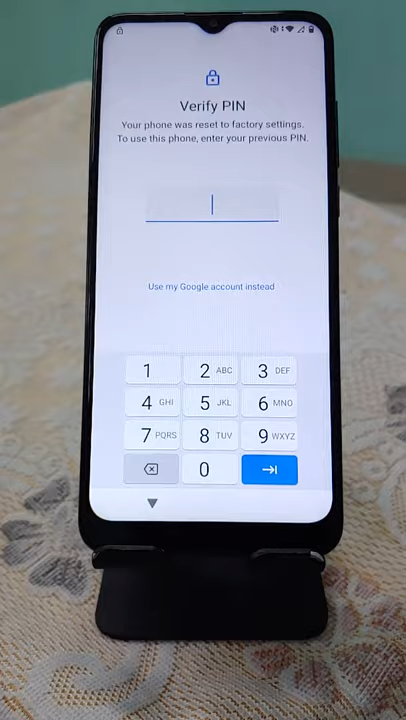 Verify PIN
Your phone was reset to factory settings.
To use this phone, enter your previous PIN.
Use my Google account instead
1 2 ABC 3 DEF
4 GHI 5 JKL 6 MNO
7 PQRS 8 TUV 9 WXYZ
0